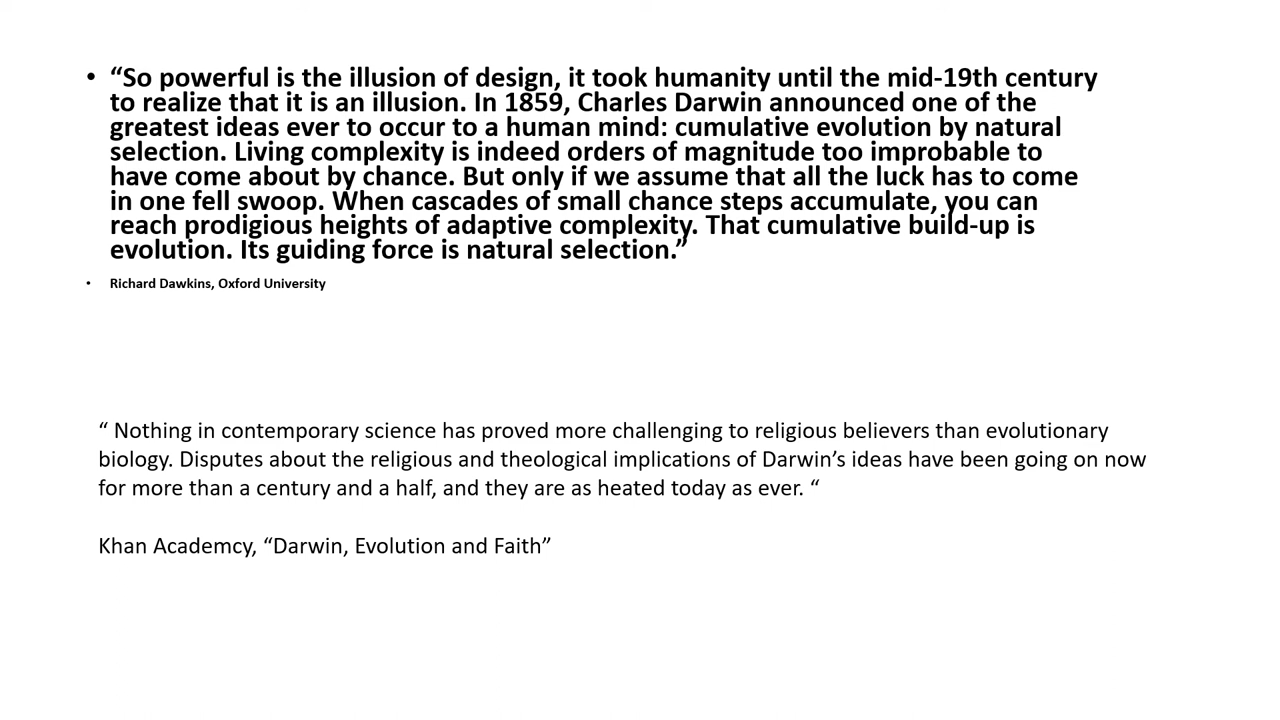 • “So powerful is the illusion of design, it took humanity until the mid-19th century
to realize that it is an illusion. In 1859, Charles Darwin announced one of the
greatest ideas ever to occur to a human mind: cumulative evolution by natural
selection. Living complexity is indeed orders of magnitude too improbable to
have come about by chance. But only if we assume that all the luck has to come
in one fell swoop. When cascades of small chance steps accumulate, you can
reach prodigious heights of adaptive complexity. That cumulative build-up is
evolution. Its guiding force is natural selection.”
• Richard Dawkins, Oxford University
“ Nothing in contemporary science has proved more challenging to religious believers than evolutionary
biology. Disputes about the religious and theological implications of Darwin’s ideas have been going on now
for more than a century and a half, and they are as heated today as ever. “
Khan Academcy, “Darwin, Evolution and Faith”